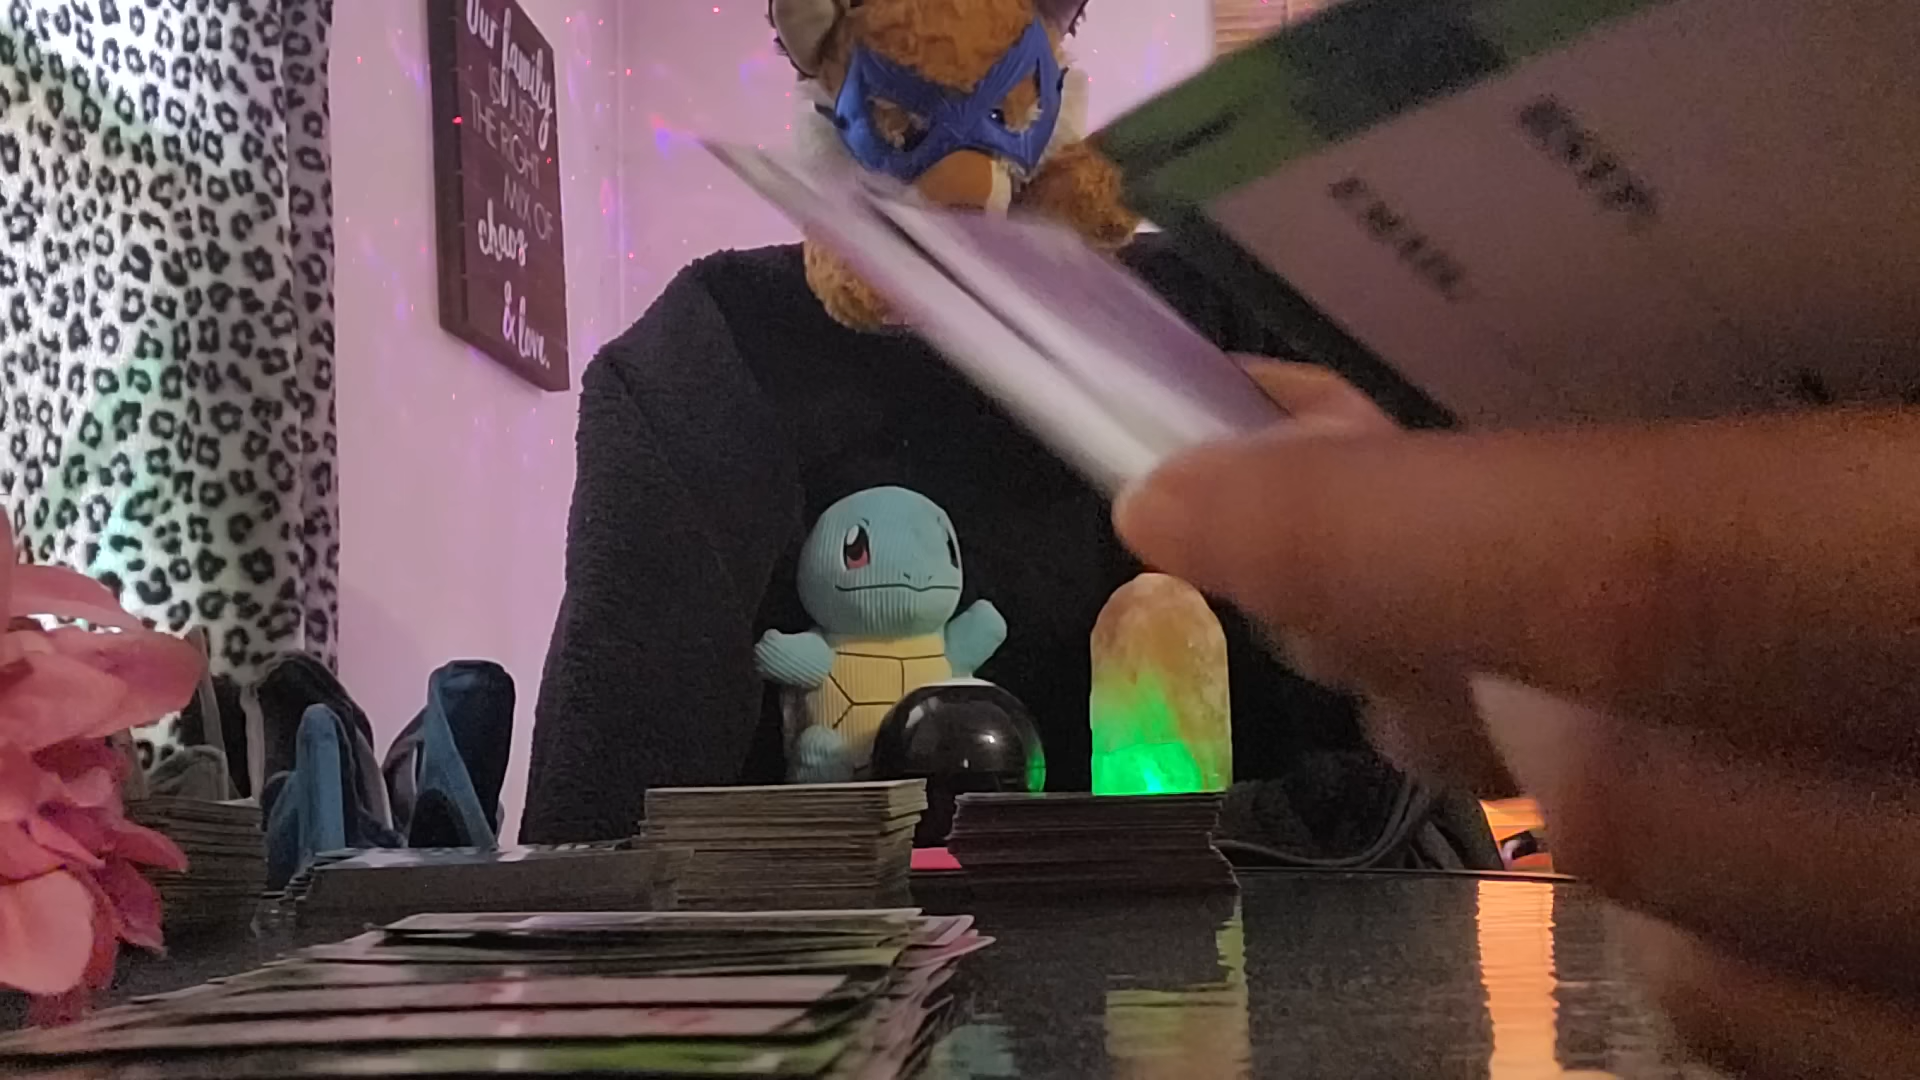 Our family
IS JUST
THE RIGHT
MIX OF
chaos
& love.